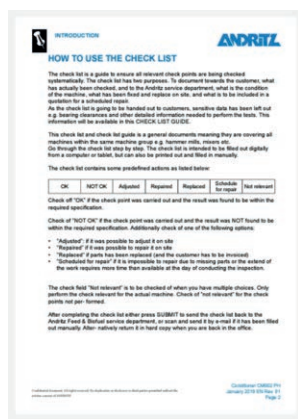 INTRODUCTION
ANDRITZ
HOW TO USE THE CHECK LIST
The check list is a guide to ensure all relevant check points are being checked
systematically. The check list has two purposes. To document towards the customer, what
has actually been checked, and to the Andritz service department, what is the condition
of the machine, what has been fixed and replace on site, and what is to be included in a
quotation for a scheduled repair.
As the check list is going to be handed out to customers, sensitive data has been left out
e.g. bearing clearances and other detailed information needed to perform the tests. This
information will be available in this CHECK LIST GUIDE.
This check list and check list guide is a general documents meaning they are covering all
machines within the same machine group e.g. hammer mills, mixers etc.
Go through the check list step by step. The check list is intended to be filled out digitally
from a computer or tablet, but can also be printed out and filled in manually.
The check list contains some predefined actions as listed below:
OK NOT OK Adjusted Repaired Replaced Schedule for repair Not relevant
Check off "OK" if the check point was carried out and the result was found to be within the
required specification.
Check of "NOT OK" if the check point was carried out and the result was NOT found to be
within the required specification. Additionally check of one of the following options:
• "Adjusted": if it was possible to adjust it on site
• "Repaired" if it was possible to repair it on site
• "Replaced" if parts has been replaced (and the customer has to be invoiced)
• "Scheduled for repair" if it is impossible to repair due to missing parts or the extend of
the work requires more time then available at the day of conducting the inspection.
The check field "Not relevant" is to be checked of when you have multiple choices. Only
perform the check relevant for the actual machine. Check of "not relevant" for the check
points not per- formed.
After completing the check list either press SUBMIT to send the check list back to the
Andritz Feed & Biofuel service department, or scan and send it by e-mail if it has been filled
out manually. After- natively return it in hard copy when you are back in the office.
Conditioner CM902 PH
January 2019 EN Rev. 01
Page 2